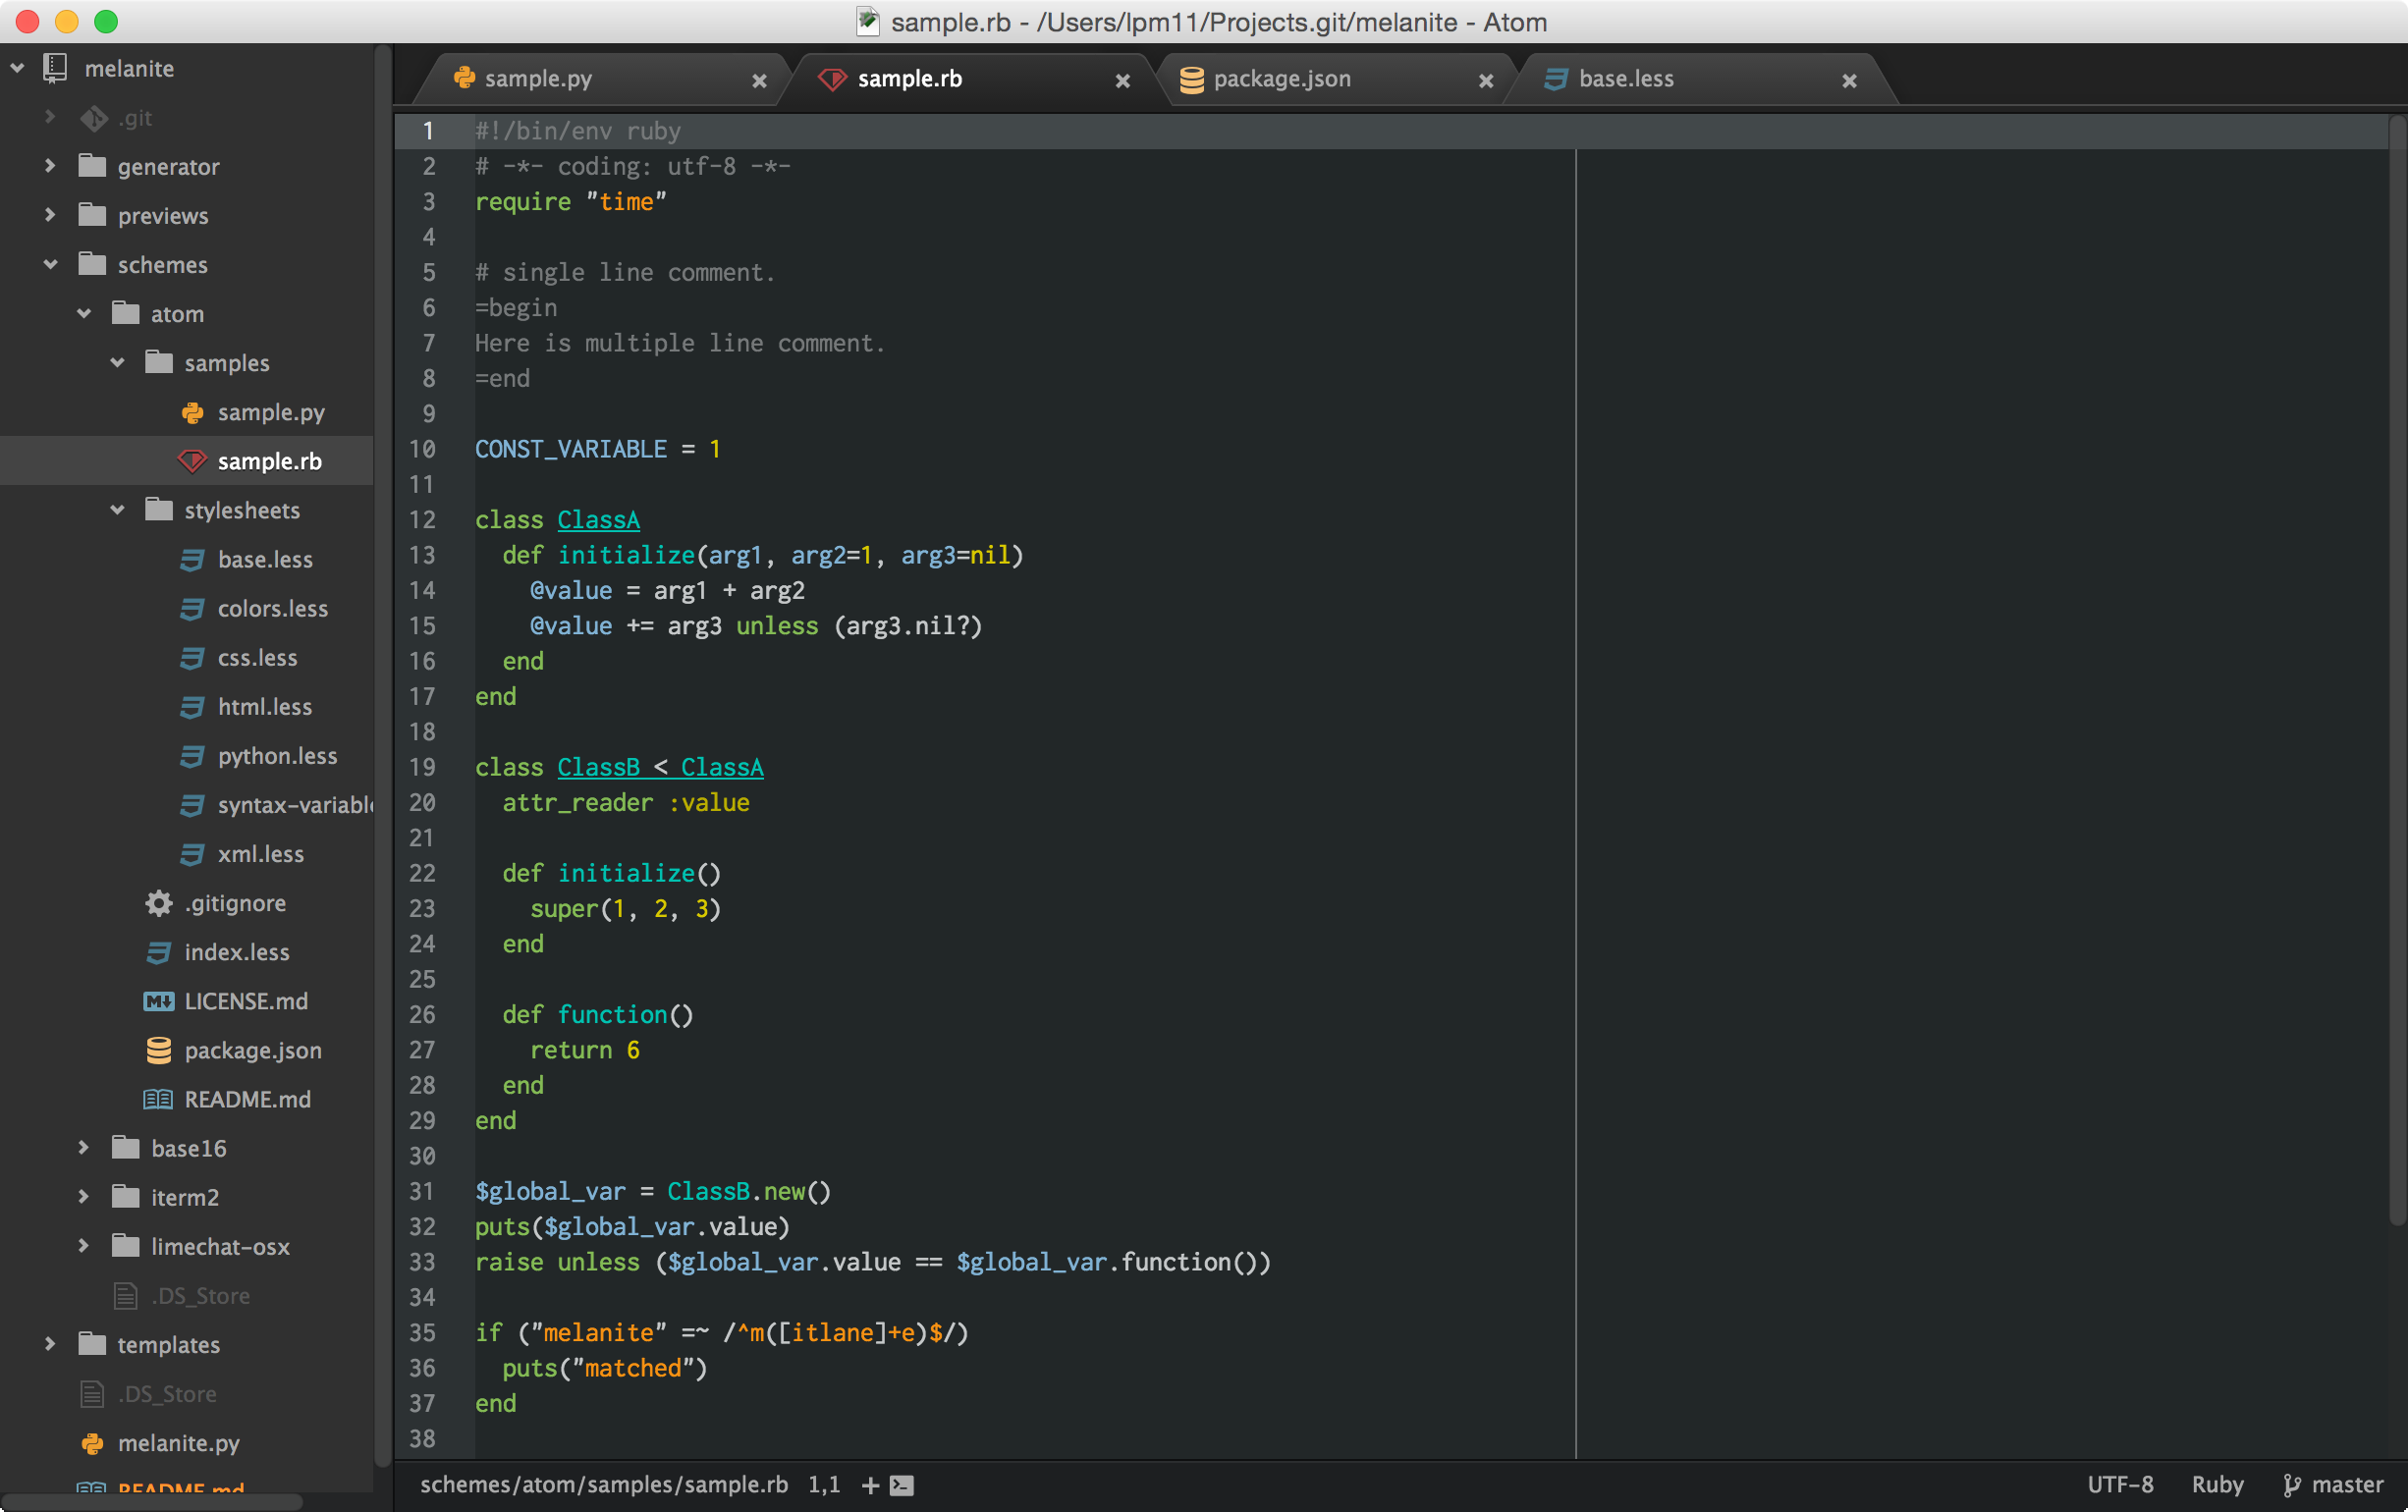 sample.rb - /Users/lpm11/Projects.git/melanite - Atom
melanite
.git
generator
previews
schemes
atom
samples
sample.py
sample.rb
stylesheets
base.less
colors.less
css.less
html.less
python.less
syntax-variable
xml.less
.gitignore
index.less
LICENSE.md
package.json
README.md
base16
iterm2
limechat-osx
.DS_Store
templates
.DS_Store
melanite.py
README.md
sample.py sample.rb package.json base.less
1 #!/bin/env ruby
2 # -*- coding: utf-8 -*-
3 require "time"
4
5 # single line comment.
6 =begin
7 Here is multiple line comment.
8 =end
9
10 CONST_VARIABLE = 1
11
12 class ClassA
13   def initialize(arg1, arg2=1, arg3=nil)
14     @value = arg1 + arg2
15     @value += arg3 unless (arg3.nil?)
16   end
17 end
18
19 class ClassB < ClassA
20   attr_reader :value
21
22   def initialize()
23     super(1, 2, 3)
24   end
25
26   def function()
27     return 6
28   end
29 end
30
31 $global_var = ClassB.new()
32 puts($global_var.value)
33 raise unless ($global_var.value == $global_var.function())
34
35 if ("melanite" =~ /^m([itlane]+e)$/)
36   puts("matched")
37 end
38
schemes/atom/samples/sample.rb 1,1 + UTF-8 Ruby master